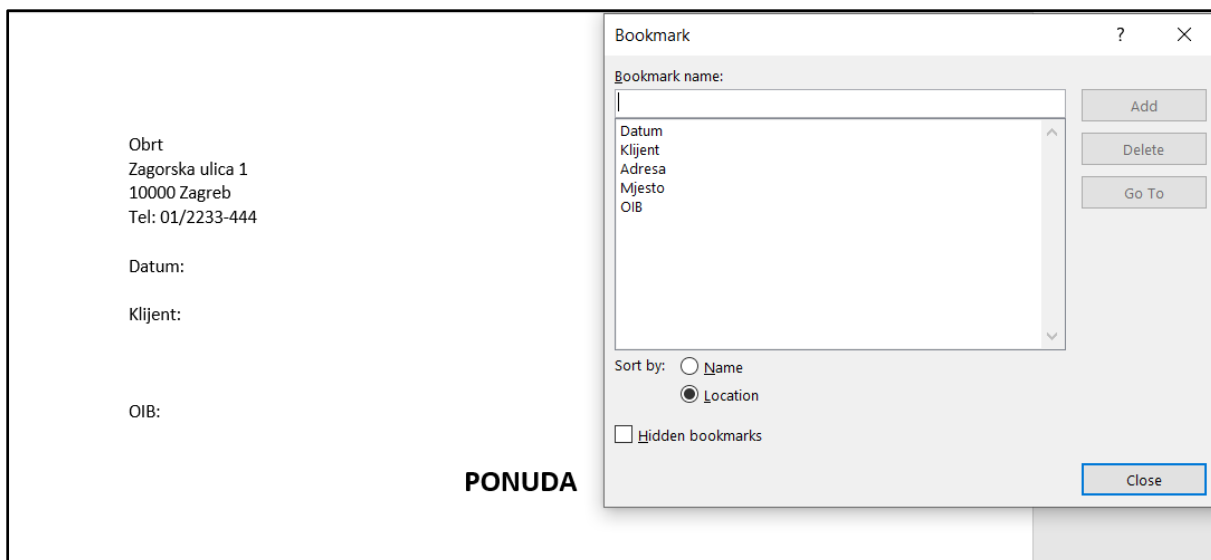 Obrt
Zagorska ulica 1
10000 Zagreb
Tel: 01/2233-444
Datum:
Klijent:
OIB:
PONUDA
Bookmark
?
Bookmark name:
Add
Datum
Klijent
Adresa
Mjesto
OIB
Delete
Go To
Sort by:
Name
Location
Hidden bookmarks
Close